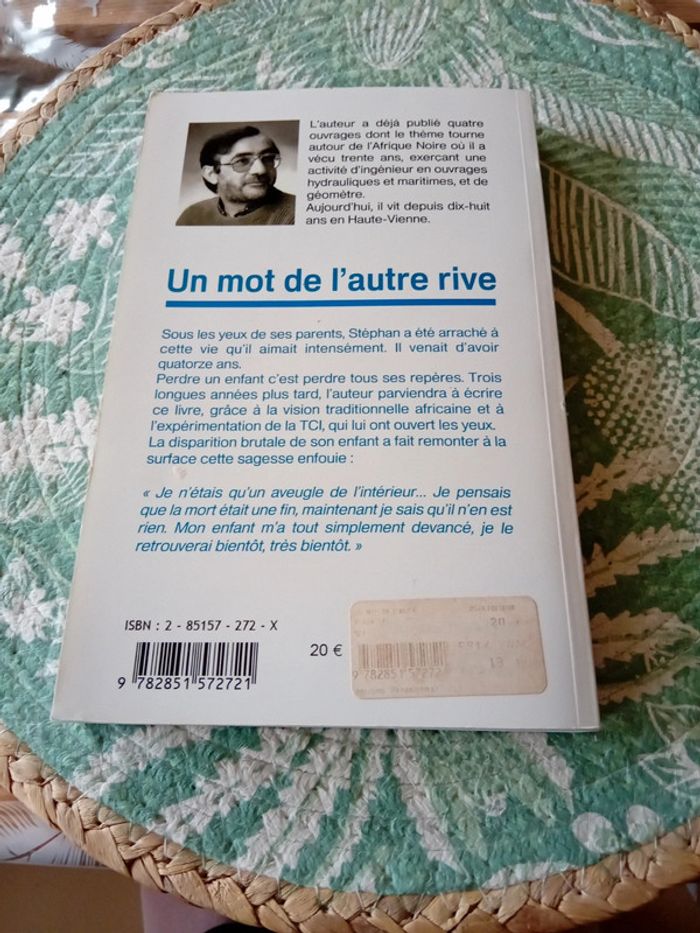 L'auteur a déjà publié quatre
ouvrages dont le thème tourne
autour de l'Afrique Noire où il a
vécu trente ans, exerçant une
activité d'ingénieur en ouvrages
hydrauliques et maritimes, et de
géomètre.
Aujourd'hui, il vit depuis dix-huit
ans en Haute-Vienne.
Un mot de l'autre rive
Sous les yeux de ses parents, Stéphan a été arraché à
cette vie qu'il aimait intensément. Il venait d'avoir
quatorze ans.
Perdre un enfant c'est perdre tous ses repères. Trois
longues années plus tard, l'auteur parviendra à écrire
ce livre, grâce à la vision traditionnelle africaine et à
l'expérimentation de la TCI, qui lui ont ouvert les yeux.
La disparition brutale de son enfant a fait remonter à la
surface cette sagesse enfouie :
« Je n'étais qu'un aveugle de l'intérieur... Je pensais
que la mort était une fin, maintenant je sais qu'il n'en est
rien. Mon enfant m'a tout simplement devancé, je le
retrouverai bientôt, très bientôt. »
ISBN : 2 - 85157 - 272 - X
9 782851 572721
20 €
20
9 782851 57272
13